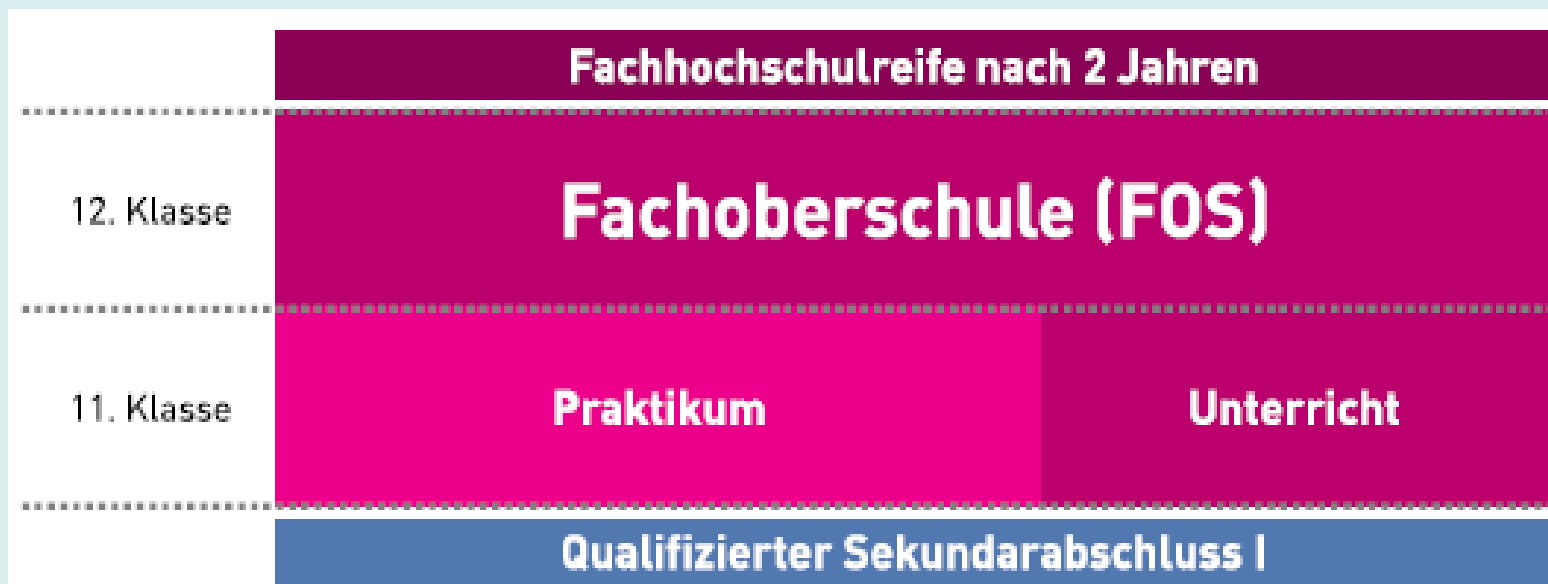 Fachhochschulreife nach 2 Jahren
12. Klasse
Fachoberschule (FOS)
11. Klasse
Praktikum
Unterricht
Qualifizierter Sekundarabschluss I